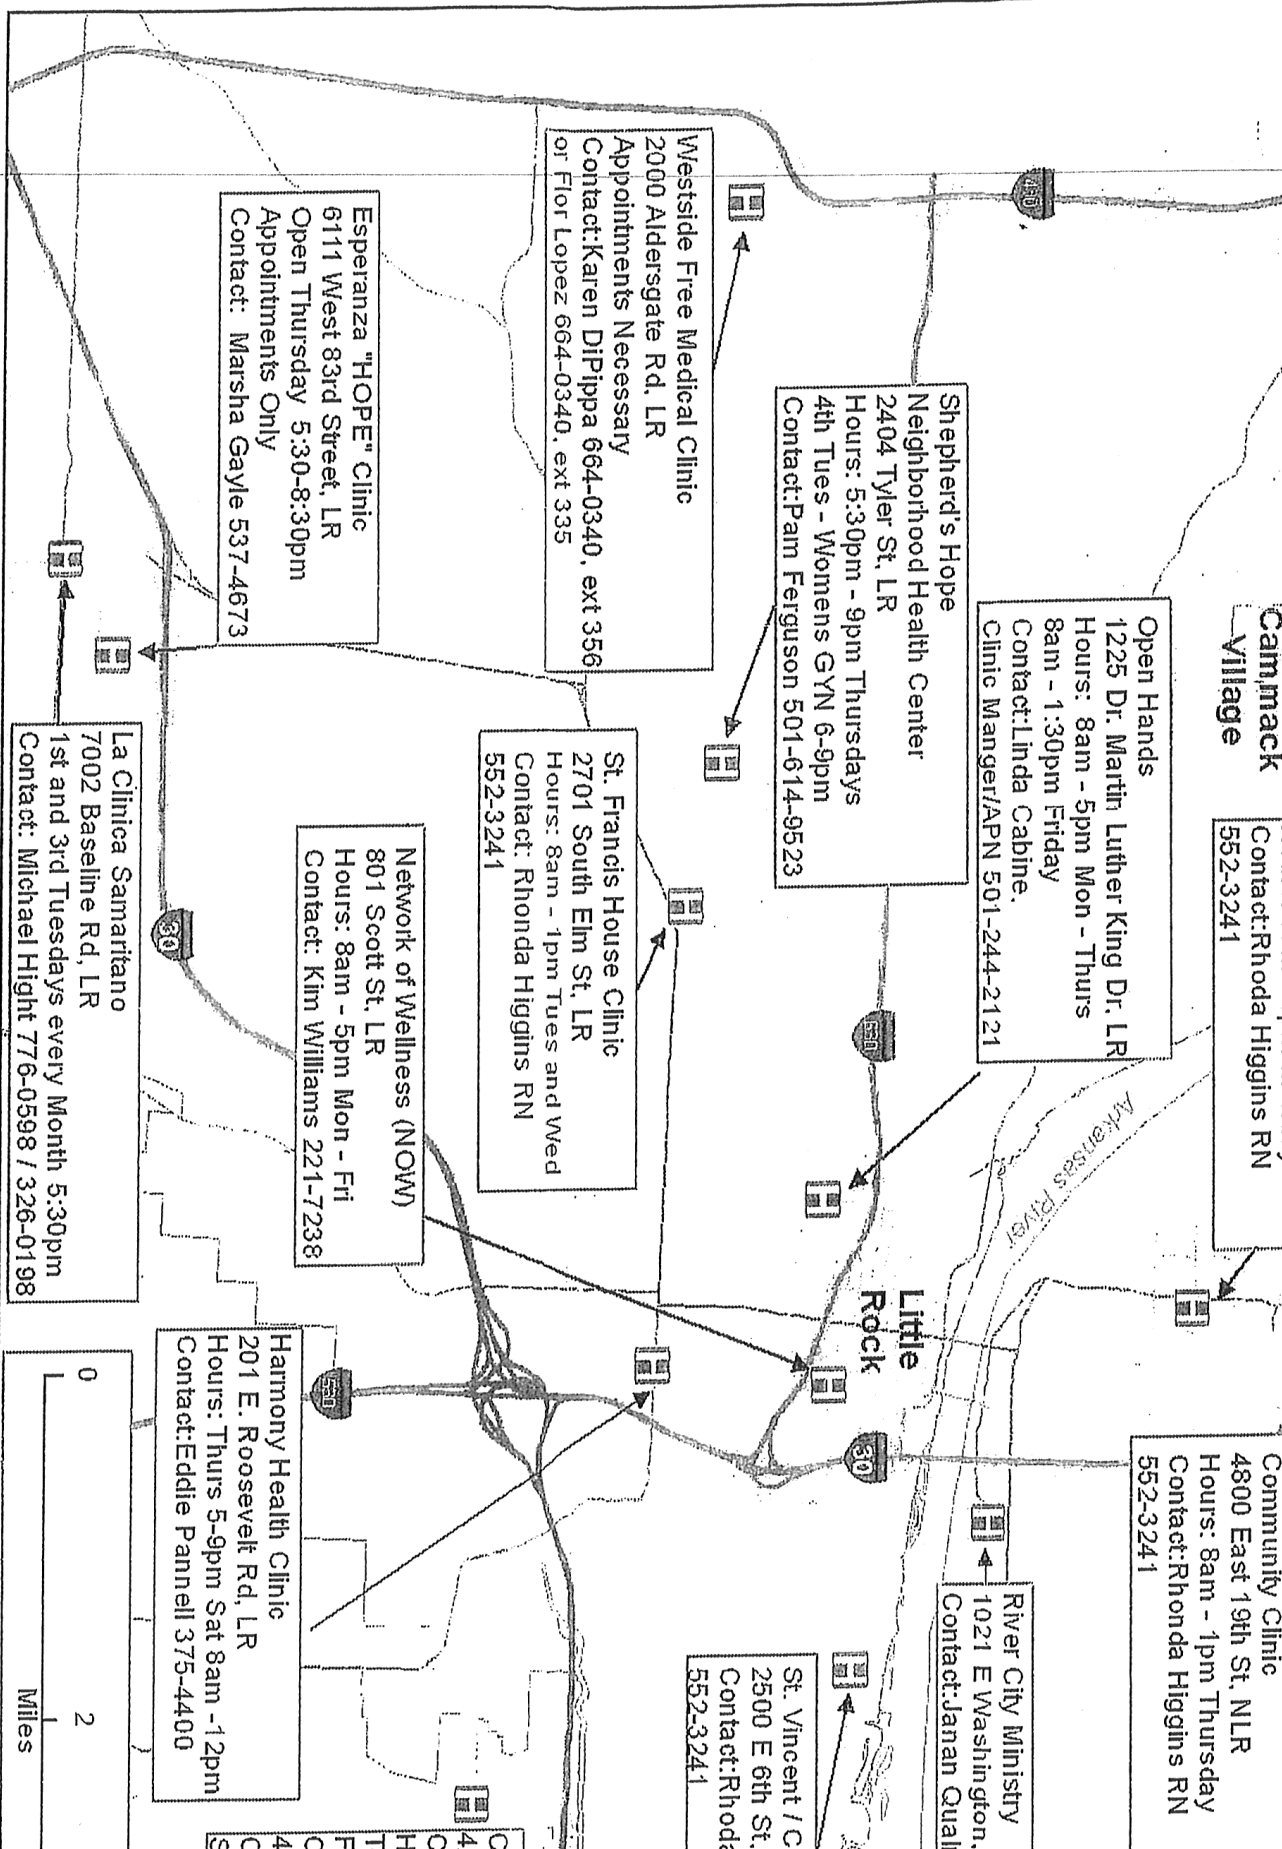 Cammack
Village
Contact:Rhoda Higgins RN
552-3241
Community Clinic
4800 East 19th St, NLR
Hours: 8am - 1pm Thursday
Contact:Rhonda Higgins RN
552-3241
Open Hands
1225 Dr. Martin Luther King Dr. LR
Hours: 8am - 5pm Mon - Thurs
8am - 1:30pm Friday
Contact:Linda Cabine.
Clinic Manger/APN 501-244-2121
Arkansas River
430
River City Ministry
1021 E Washington,
Contact:Janan
Shepherd's Hope
Neighborhood Health Center
2404 Tyler St, LR
Hours: 5:30pm - 9pm Thursdays
4th Tues - Womens GYN 6-9pm
Contact:Pam Ferguson 501-614-9523
630
Little
Rock
30
St. Vincent / C
2500 E 6th St.
Contact:Rhoda
552-3241
Westside Free Medical Clinic
2000 Aldersgate Rd. LR
Appointments Necessary
Contact:Karen DiPippa 664-0340, ext 356
or Flor Lopez 664-0340, ext 335
St. Francis House Clinic
2701 South Elm St, LR
Hours: 8am - 1pm Tues and Wed
Contact: Rhonda Higgins RN
552-3241
Network of Wellness (NOW)
801 Scott St, LR
Hours: 8am - 5pm Mon - Fri
Contact: Kim Williams 221-7238
Esperanza "HOPE" Clinic
6111 West 83rd Street, LR
Open Thursday 5:30-8:30pm
Appointments Only
Contact: Marsha Gayle 537-4673
30
Harmony Health Clinic
201 E. Roosevelt Rd, LR
Hours: Thurs 5-9pm Sat 8am -12pm
Contact:Eddie Pannell 375-4400
La Clinica Samaritano
7002 Baseline Rd, LR
1st and 3rd Tuesdays every Month 5:30pm
Contact: Michael Hight 776-0598 / 326-0198
0 2
Miles